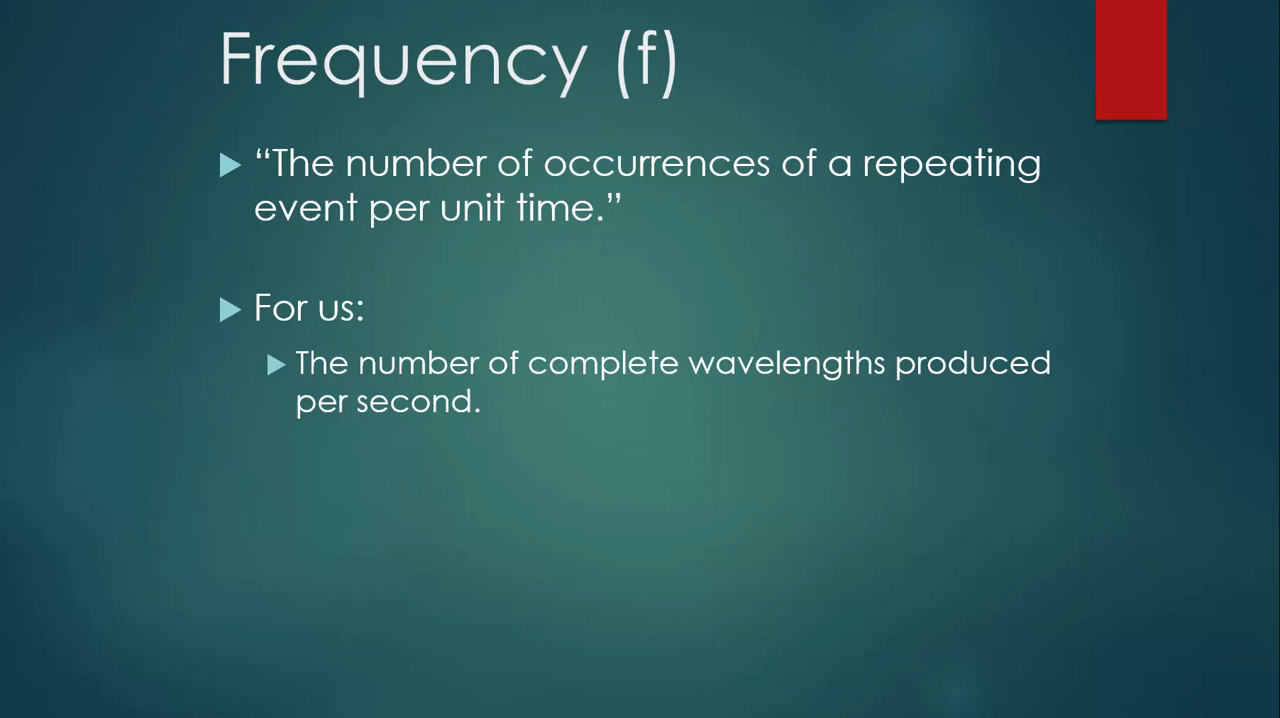 Frequency (f)
“The number of occurrences of a repeating
event per unit time.”
For us:
The number of complete wavelengths produced
per second.